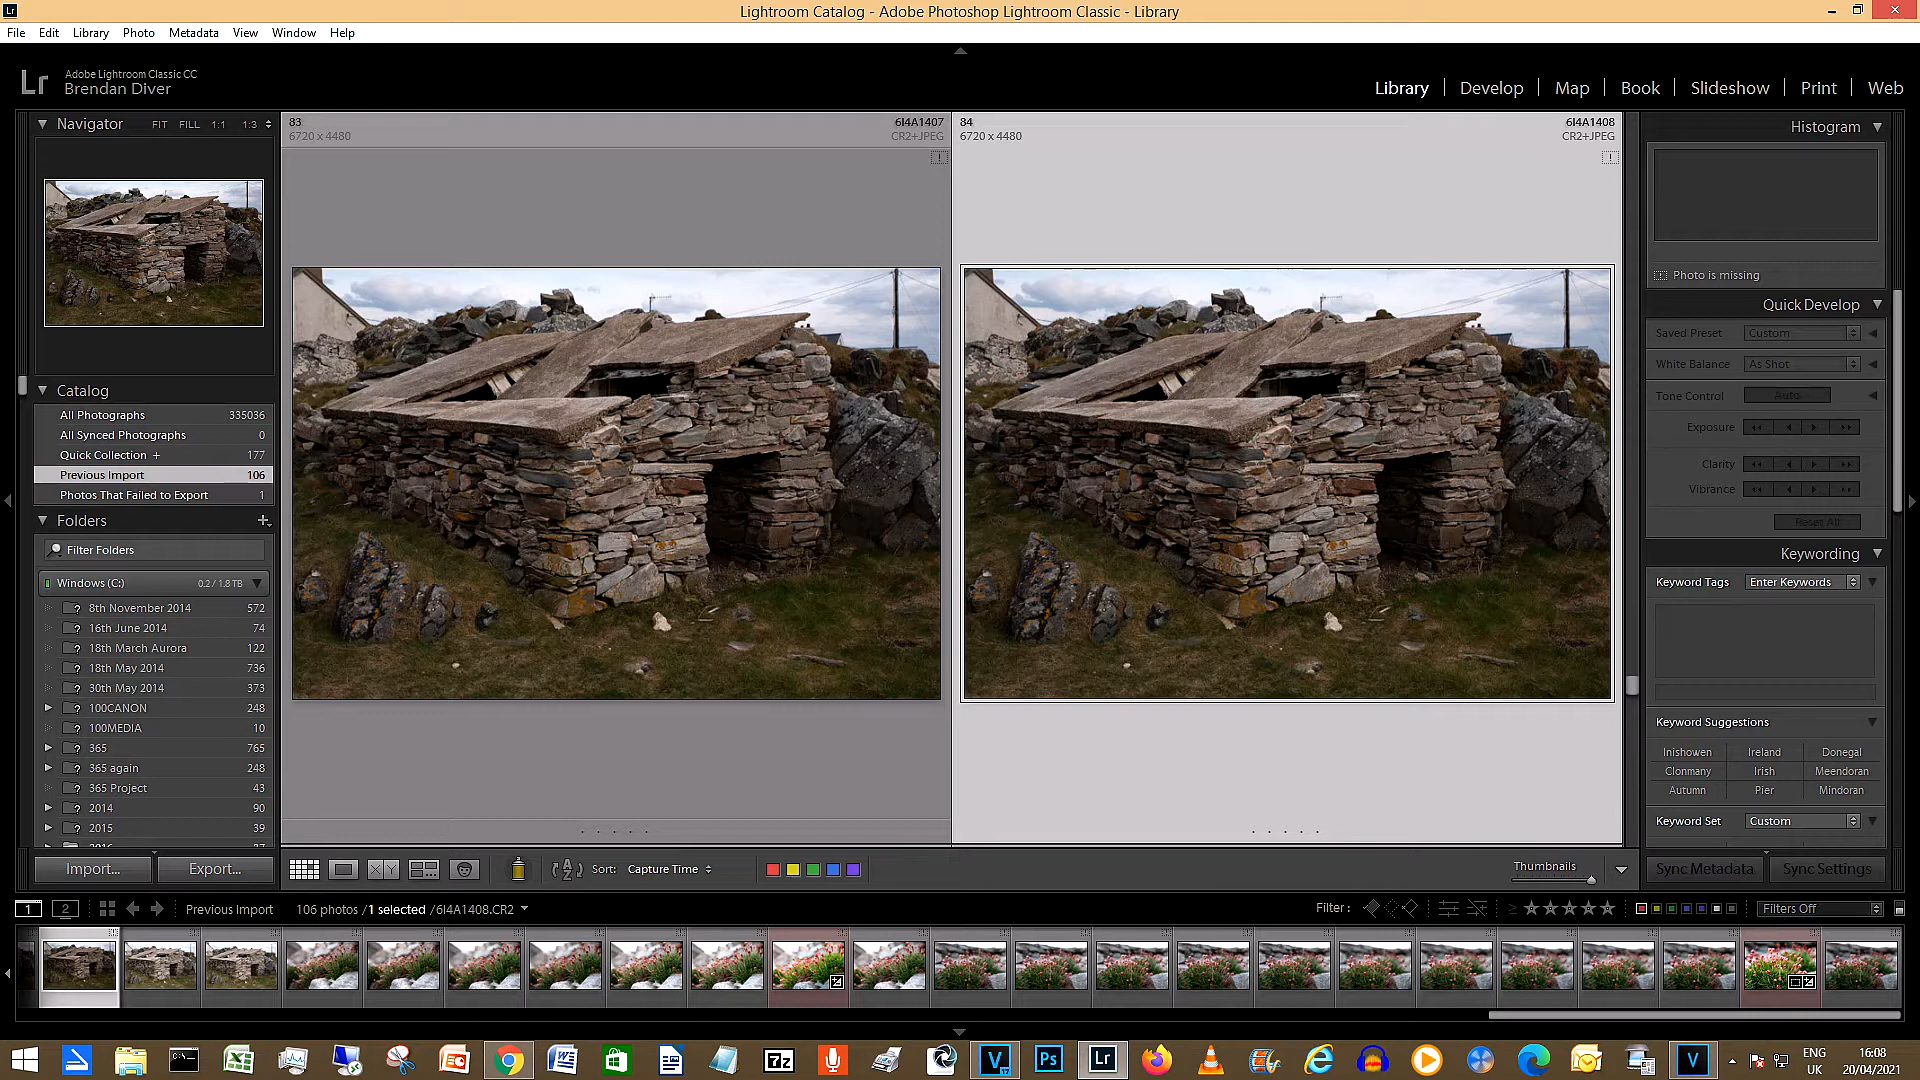 Lr
Lightroom Catalog - Adobe Photoshop Lightroom Classic - Library
File Edit Library Photo Metadata View Window Help
Lr
Adobe Lightroom Classic CC
Brendan Diver
Library Develop Map Book Slideshow Print Web
Navigator FIT FILL 1:1 1:3
83 6I4A1407
6720 x 4480 CR2+JPEG
84 6I4A1408
6720 x 4480 CR2+JPEG
Catalog
All Photographs 335036
All Synced Photographs 0
Quick Collection + 177
Previous Import 106
Photos That Failed to Export 1
Folders
Filter Folders
Windows (C:) 0.2 / 1.8 TB
8th November 2014 572
16th June 2014 74
18th March Aurora 122
18th May 2014 736
30th May 2014 373
100CANON 248
100MEDIA 10
365 765
365 again 248
365 Project 43
2014 90
2015 39
Import... Export...
Histogram
Photo is missing
Quick Develop
Saved Preset Custom
White Balance As Shot
Tone Control Auto
Exposure
Clarity
Vibrance
Reset All
Keywording
Keyword Tags Enter Keywords
Keyword Suggestions
Inishowen Ireland Donegal
Clonmany Irish Meendoran
Autumn Pier Mindoran
Keyword Set Custom
Sync Metadata Sync Settings
XY Sort: Capture Time Thumbnails
1 2 Previous Import 106 photos /1 selected /6I4A1408.CR2 Filter : Filters Off
7z V Ps Lr V
ENG 16:08
UK 20/04/2021